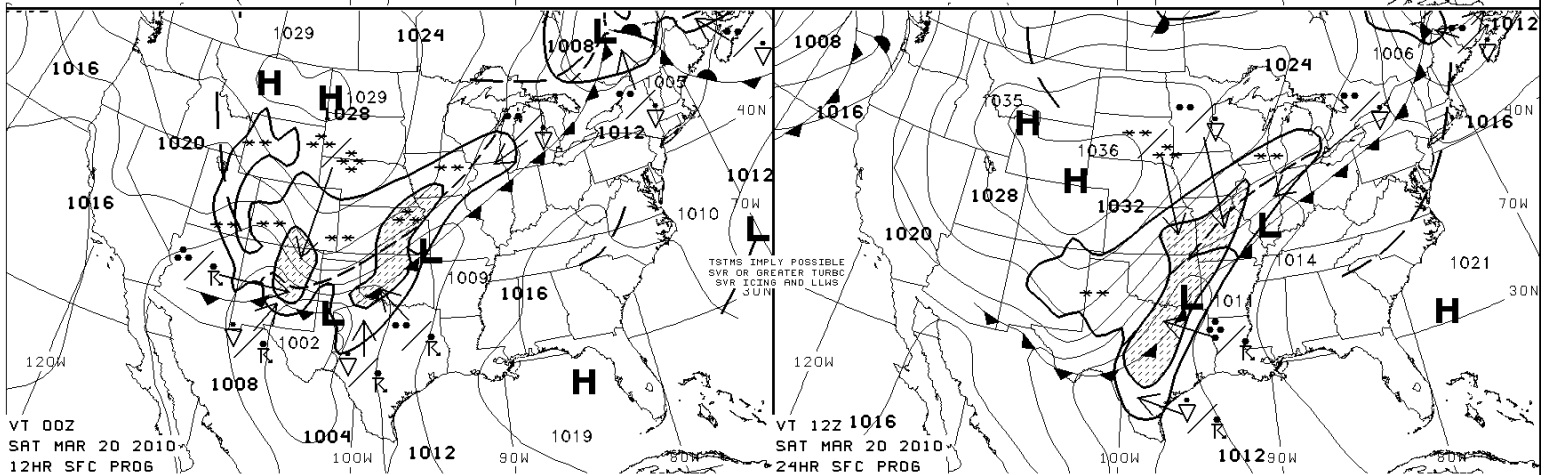 1029
1024
1008
L
1016
H
H
1029
1028
1005
40N
1020
1012
1016
1012
70W
1010
L
L
1009
TSTMS IMPLY POSSIBLE
SVR OR GREATER TURBC
SVR ICING AND LLWS
30N
1016
L
1002
120W
1008
H
VT 00Z
SAT MAR 20 2010
12HR SFC PROG
1004
1019
1012
100W
90W
80W
1012
1008
1006
1024
1035
1016
H
40N
1016
1036
H
1028
1032
70W
1020
L
1014
1021
L
30N
H
120W
VT 12Z
1016
SAT MAR 20 2010
24HR SFC PROG
1012
100W
90W
80W